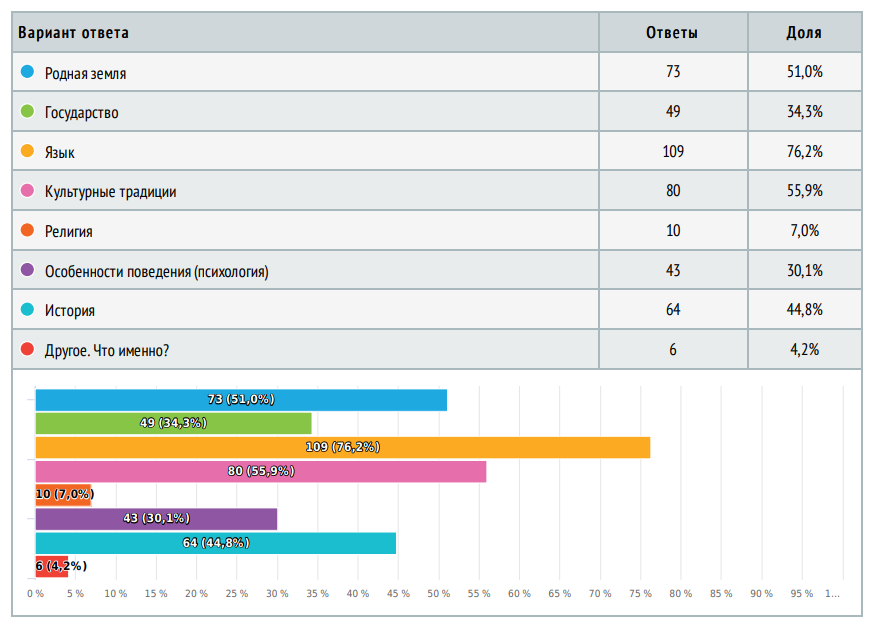 Вариант ответа Ответы Доля
Родная земля 73 51,0%
Государство 49 34,3%
Язык 109 76,2%
Культурные традиции 80 55,9%
Религия 10 7,0%
Особенности поведения (психология) 43 30,1%
История 64 44,8%
Другое. Что именно? 6 4,2%
73 (51,0%)
49 (34,3%)
109 (76,2%)
80 (55,9%)
10 (7,0%)
43 (30,1%)
64 (44,8%)
6 (4,2%)
0 % 5 % 10 % 15 % 20 % 25 % 30 % 35 % 40 % 45 % 50 % 55 % 60 % 65 % 70 % 75 % 80 % 85 % 90 % 95 % 1...